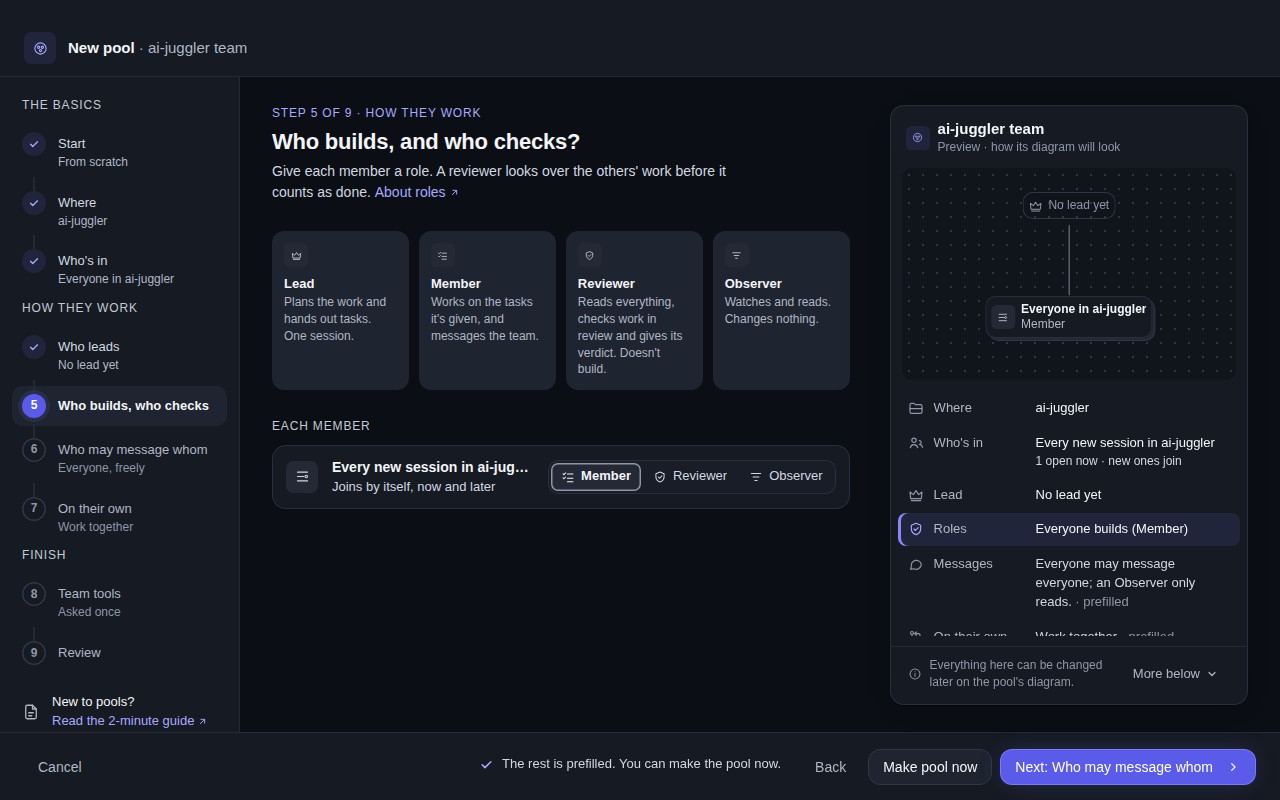 New pool · ai-juggler team
THE BASICS
Start
From scratch
Where
ai-juggler
Who's in
Everyone in ai-juggler
HOW THEY WORK
Who leads
No lead yet
5 Who builds, who checks
6 Who may message whom
Everyone, freely
7 On their own
Work together
FINISH
8 Team tools
Asked once
9 Review
New to pools?
Read the 2-minute guide
STEP 5 OF 9 · HOW THEY WORK
Who builds, and who checks?
Give each member a role. A reviewer looks over the others' work before it
counts as done. About roles
Lead
Plans the work and
hands out tasks.
One session.
Member
Works on the tasks
it's given, and
messages the team.
Reviewer
Reads everything,
checks work in
review and gives its
verdict. Doesn't
build.
Observer
Watches and reads.
Changes nothing.
EACH MEMBER
Every new session in ai-jug…
Joins by itself, now and later
Member Reviewer Observer
ai-juggler team
Preview · how its diagram will look
No lead yet
Everyone in ai-juggler
Member
Where ai-juggler
Who's in Every new session in ai-juggler
1 open now · new ones join
Lead No lead yet
Roles Everyone builds (Member)
Messages Everyone may message
everyone; an Observer only
reads. · prefilled
On their own Work together · prefilled
Everything here can be changed
later on the pool's diagram.
More below
Cancel
The rest is prefilled. You can make the pool now.
Back
Make pool now
Next: Who may message whom